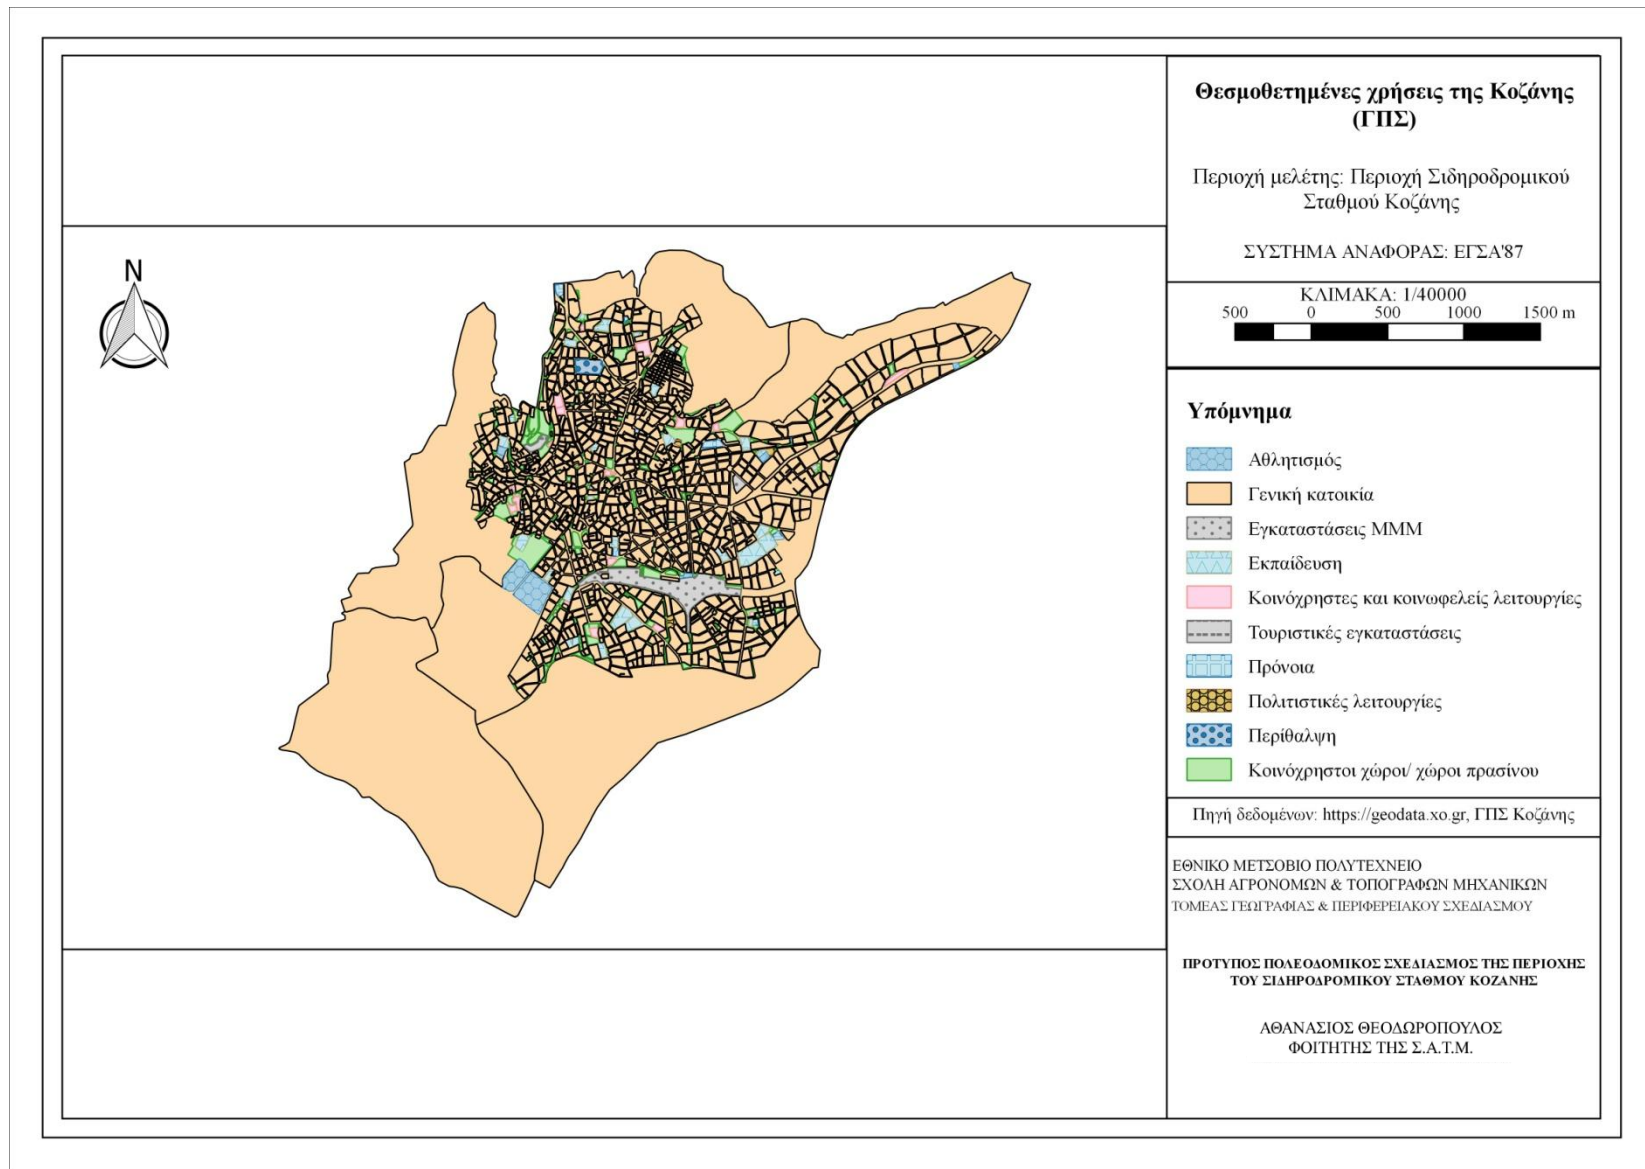 Θεσμοθετημένες χρήσεις της Κοζάνης
(ΓΠΣ)
Περιοχή μελέτης: Περιοχή Σιδηροδρομικού
Σταθμού Κοζάνης
ΣΥΣΤΗΜΑ ΑΝΑΦΟΡΑΣ: ΕΓΣΑ'87
ΚΛΙΜΑΚΑ: 1/40000
500 0 500 1000 1500 m
N
Υπόμνημα
Αθλητισμός
Γενική κατοικία
Εγκαταστάσεις ΜΜΜ
Εκπαίδευση
Κοινόχρηστες και κοινωφελείς λειτουργίες
Τουριστικές εγκαταστάσεις
Πρόνοια
Πολιτιστικές λειτουργίες
Περίθαλψη
Κοινόχρηστοι χώροι/ χώροι πρασίνου
Πηγή δεδομένων: https://geodata.xo.gr, ΓΠΣ Κοζάνης
ΕΘΝΙΚΟ ΜΕΤΣΟΒΙΟ ΠΟΛΥΤΕΧΝΕΙΟ
ΣΧΟΛΗ ΑΓΡΟΝΟΜΩΝ & ΤΟΠΟΓΡΑΦΩΝ ΜΗΧΑΝΙΚΩΝ
ΤΟΜΕΑΣ ΓΕΩΓΡΑΦΙΑΣ & ΠΕΡΙΦΕΡΕΙΑΚΟΥ ΣΧΕΔΙΑΣΜΟΥ
ΠΡΟΤΥΠΟΣ ΠΟΛΕΟΔΟΜΙΚΟΣ ΣΧΕΔΙΑΣΜΟΣ ΤΗΣ ΠΕΡΙΟΧΗΣ
ΤΟΥ ΣΙΔΗΡΟΔΡΟΜΙΚΟΥ ΣΤΑΘΜΟΥ ΚΟΖΑΝΗΣ
ΑΘΑΝΑΣΙΟΣ ΘΕΟΔΩΡΟΠΟΥΛΟΣ
ΦΟΙΤΗΤΗΣ ΤΗΣ Σ.Α.Τ.Μ.